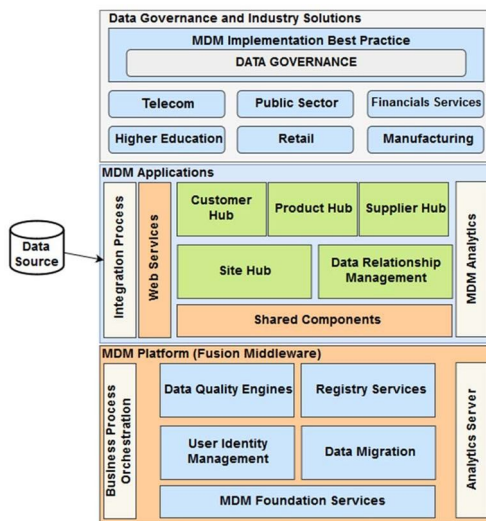 Data Governance and Industry Solutions
MDM Implementation Best Practice
DATA GOVERNANCE
Telecom
Public Sector
Financials Services
Higher Education
Retail
Manufacturing
MDM Applications
Data
Source
Integration Process
Web Services
Customer
Hub
Product Hub
Supplier Hub
Site Hub
Data Relationship
Management
Shared Components
MDM Analytics
MDM Platform (Fusion Middleware)
Business Process
Orchestration
Data Quality Engines
Registry Services
User Identity
Management
Data Migration
MDM Foundation Services
Analytics Server